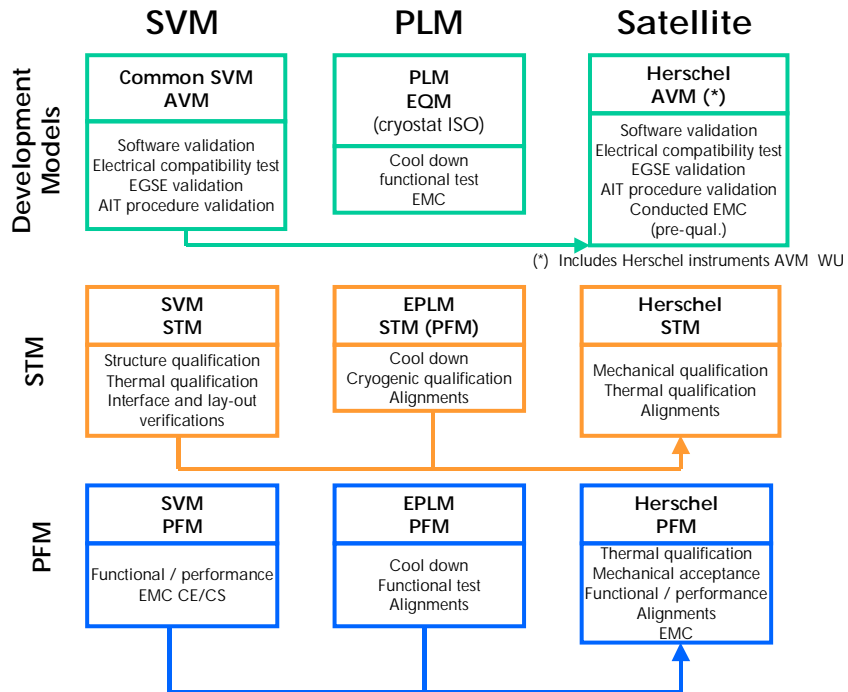 SVM
PLM
Satellite
Development
Models
Common SVM
AVM
Software validation
Electrical compatibility test
EGSE validation
AIT procedure validation
PLM
EQM
(cryostat ISO)
Cool down
functional test
EMC
Herschel
AVM (*)
Software validation
Electrical compatibility test
EGSE validation
AIT procedure validation
Conducted EMC
(pre-qual.)
(*) Includes Herschel instruments AVM WU
STM
SVM
STM
Structure qualification
Thermal qualification
Interface and lay-out
verifications
EPLM
STM (PFM)
Cool down
Cryogenic qualification
Alignments
Herschel
STM
Mechanical qualification
Thermal qualification
Alignments
PFM
SVM
PFM
Functional / performance
EMC CE/CS
EPLM
PFM
Cool down
Functional test
Alignments
Herschel
PFM
Thermal qualification
Mechanical acceptance
Functional / performance
Alignments
EMC